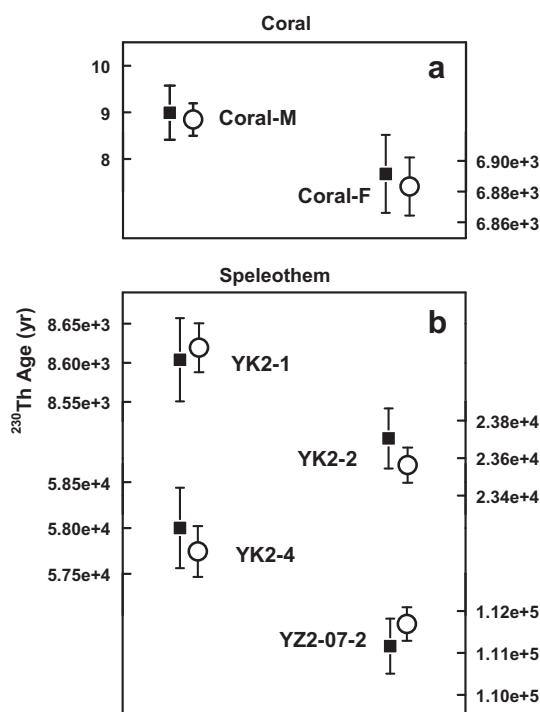 Coral
a
10
9
8
Coral-M
Coral-F
6.90e+3
6.88e+3
6.86e+3
Speleothem
b
²³⁰Th Age (yr)
8.65e+3
8.60e+3
8.55e+3
YK2-1
YK2-2
2.38e+4
2.36e+4
2.34e+4
5.85e+4
5.80e+4
5.75e+4
YK2-4
YZ2-07-2
1.12e+5
1.11e+5
1.10e+5